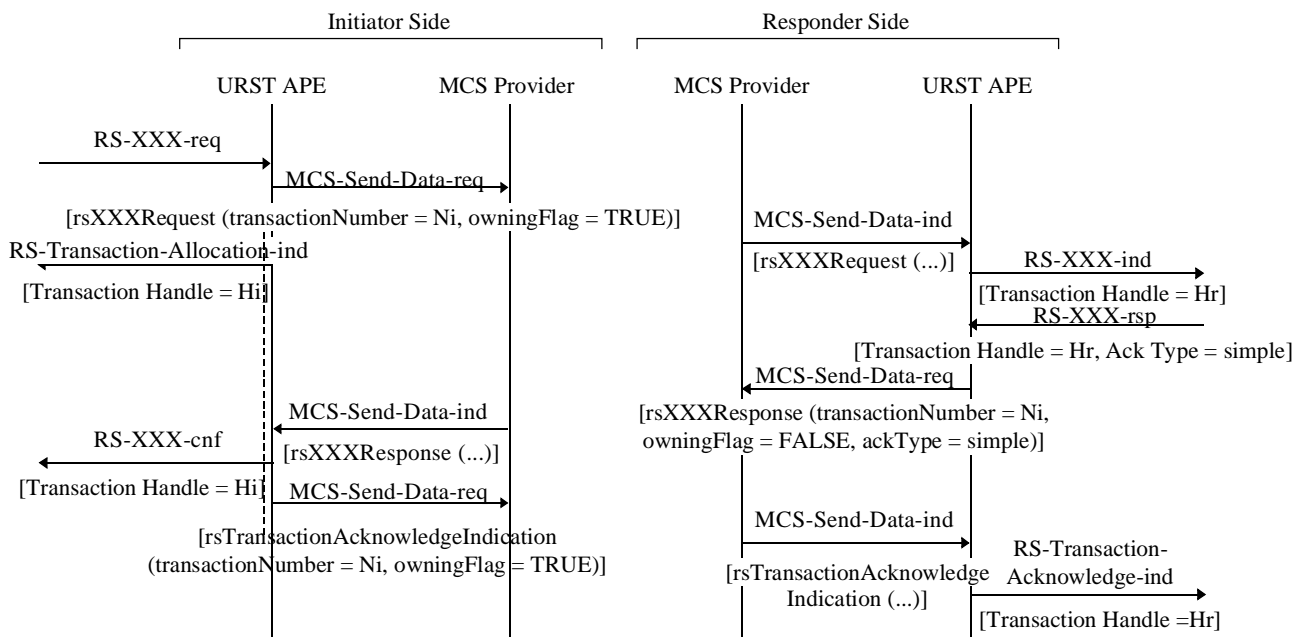 Initiator Side
Responder Side
URST APE
MCS Provider
MCS Provider
URST APE
RS-XXX-req
MCS-Send-Data-req
[rsXXXRequest (transactionNumber = Ni, owningFlag = TRUE)]
MCS-Send-Data-ind
[rsXXXRequest (...)]
RS-Transaction-Allocation-ind
[Transaction Handle = Hi]
RS-XXX-ind
[Transaction Handle = Hr]
RS-XXX-rsp
[Transaction Handle = Hr, Ack Type = simple]
MCS-Send-Data-req
[rsXXXResponse (transactionNumber = Ni,
owningFlag = FALSE, ackType = simple)]
MCS-Send-Data-ind
[rsXXXResponse (...)]
RS-XXX-cnf
[Transaction Handle = Hi]
MCS-Send-Data-req
[rsTransactionAcknowledgeIndication
(transactionNumber = Ni, owningFlag = TRUE)]
MCS-Send-Data-ind
[rsTransactionAcknowledge
Indication (...)]
RS-Transaction-
Acknowledge-ind
[Transaction Handle =Hr]